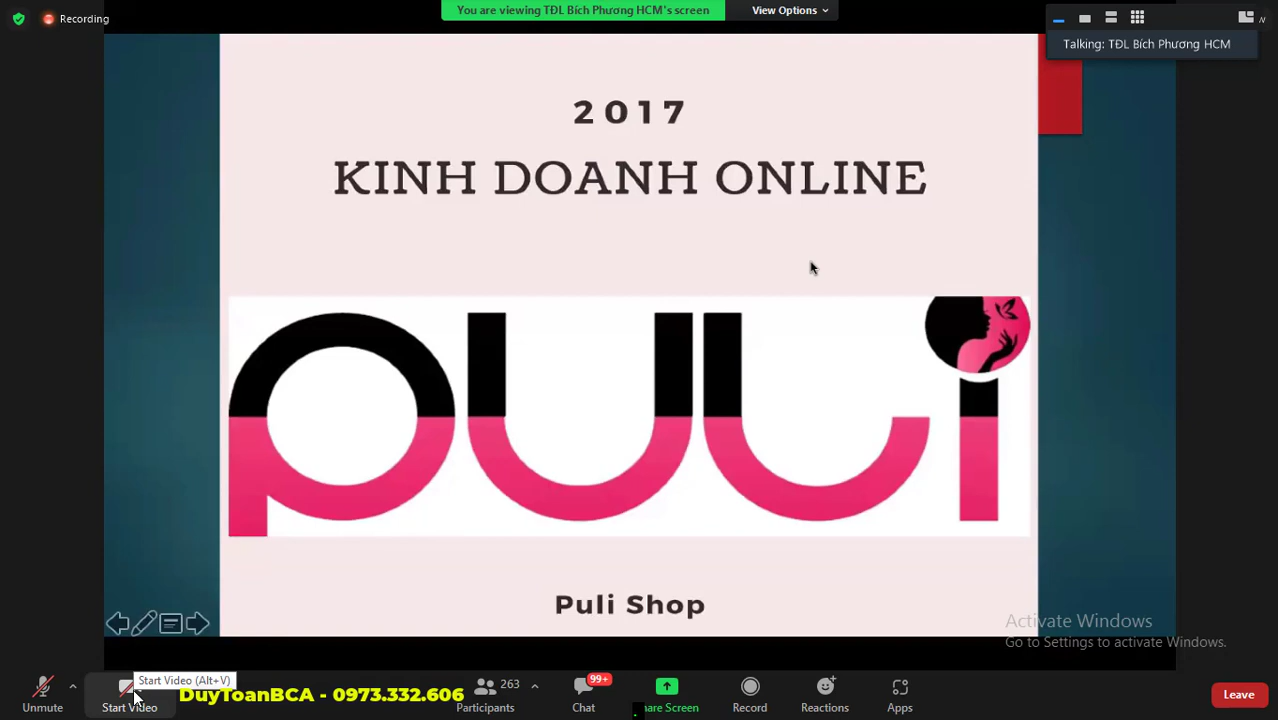 Recording
You are viewing TĐL Bích Phương HCM's screen
View Options
Talking: TĐL Bích Phương HCM
2017
KINH DOANH ONLINE
puli
Puli Shop
Activate Windows
Go to Settings to activate Windows.
Start Video (Alt+V)
DuyToanBCA - 0973.332.606
263
99+
Unmute
Start Video
Participants
Chat
hare Screen
Record
Reactions
Apps
Leave